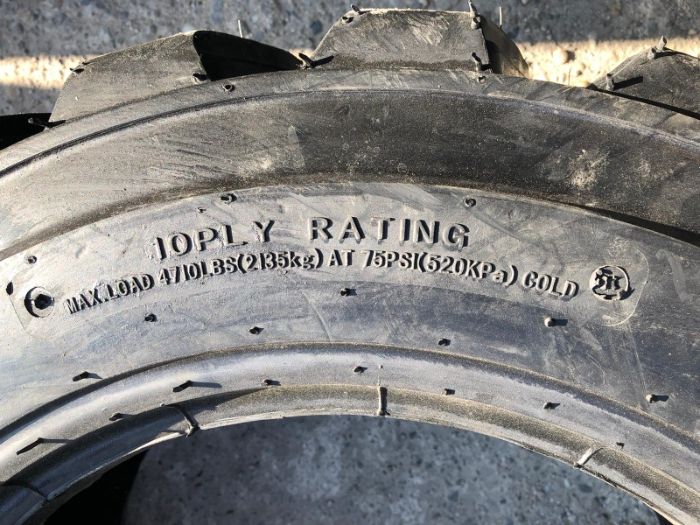 10PLY RATING
MAX.LOAD 4710LBS(2135kg) AT 75PSI(520KPa) COLD